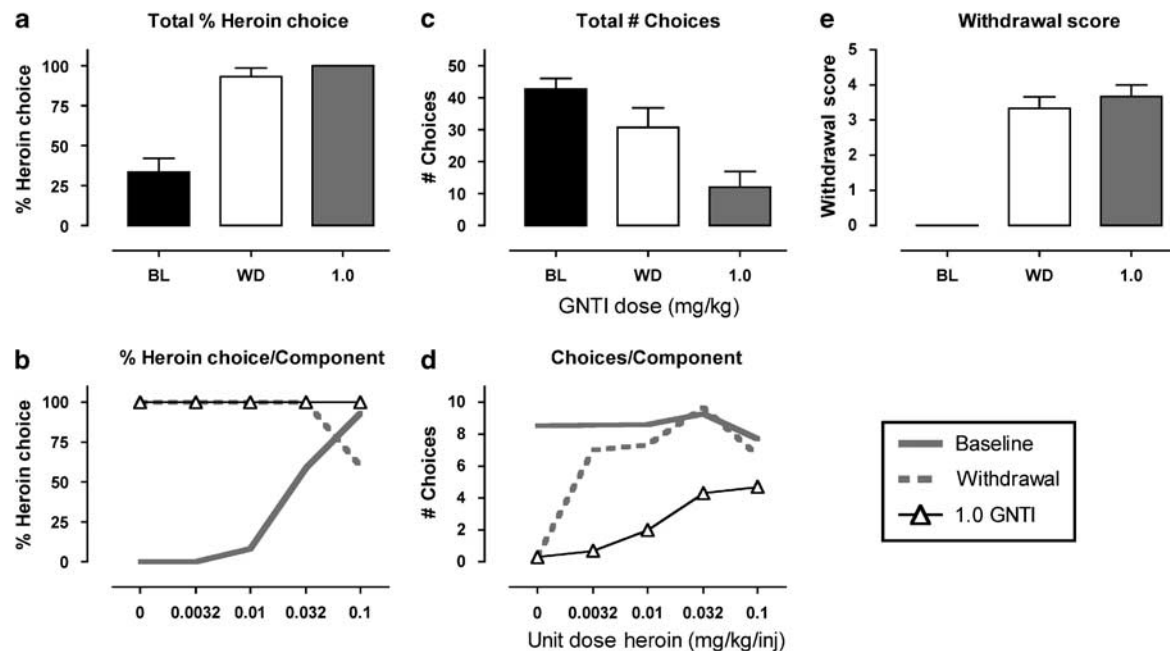 a
Total % Heroin choice
% Heroin choice
100
75
50
25
0
BL WD 1.0
c
Total # Choices
# Choices
50
40
30
20
10
0
BL WD 1.0
GNTI dose (mg/kg)
e
Withdrawal score
Withdrawal score
5
4
3
2
1
0
BL WD 1.0
b
% Heroin choice/Component
% Heroin choice
100
75
50
25
0
0 0.0032 0.01 0.032 0.1
d
Choices/Component
# Choices
10
8
6
4
2
0
0 0.0032 0.01 0.032 0.1
Unit dose heroin (mg/kg/inj)
Baseline
Withdrawal
1.0 GNTI